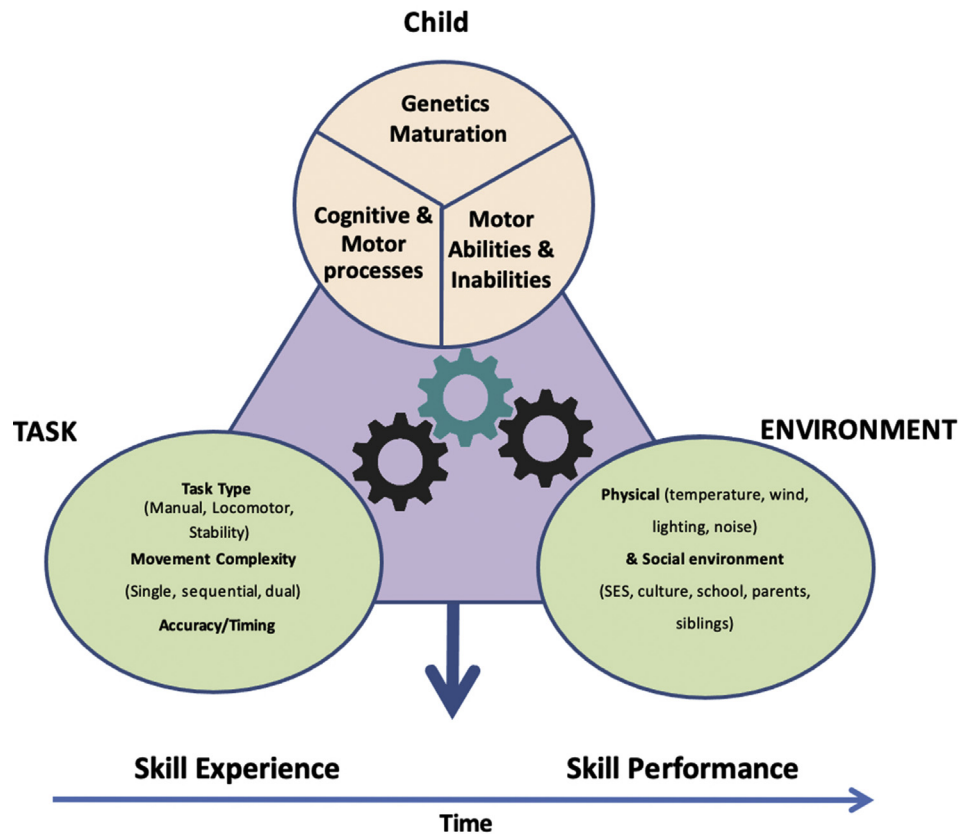 Child
Genetics
Maturation
Cognitive &
Motor
processes
Motor
Abilities &
Inabilities
TASK
Task Type
(Manual, Locomotor,
Stability)
Movement Complexity
(Single, sequential, dual)
Accuracy/Timing
ENVIRONMENT
Physical (temperature, wind,
lighting, noise)
& Social environment
(SES, culture, school, parents,
siblings)
Skill Experience
Skill Performance
Time